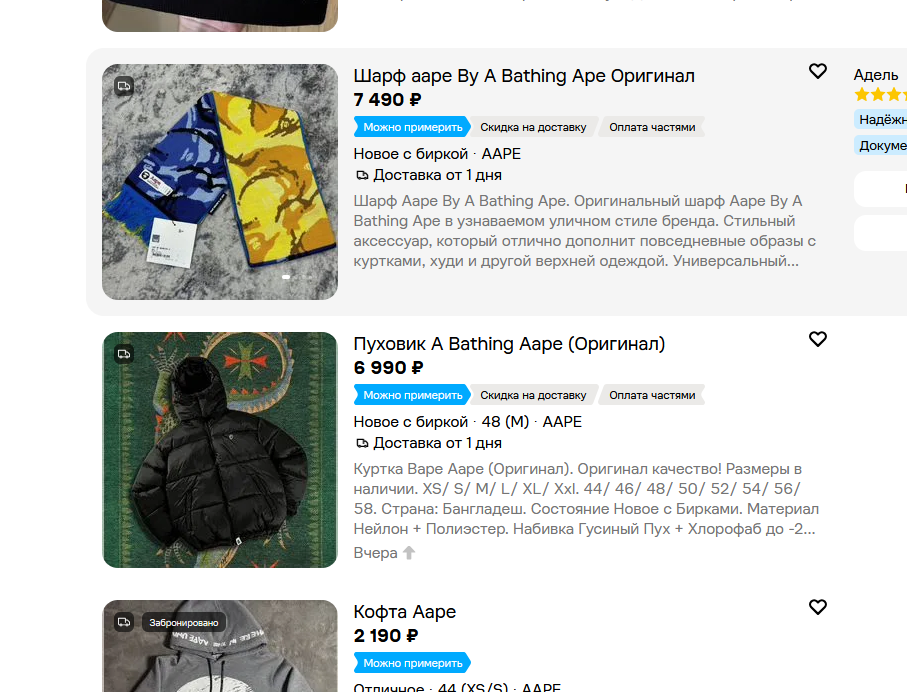 Шарф aape By A Bathing Ape Оригинал
7 490 ₽
Можно примерить
Скидка на доставку
Оплата частями
Новое с биркой · AAPE
Доставка от 1 дня
Шарф Aape By A Bathing Ape. Оригинальный шарф Aape By A
Bathing Ape в узнаваемом уличном стиле бренда. Стильный
аксессуар, который отлично дополнит повседневные образы с
куртками, худи и другой верхней одеждой. Универсальный...
Адель
Надёжн
Докуме
Пуховик A Bathing Aape (Оригинал)
6 990 ₽
Можно примерить
Скидка на доставку
Оплата частями
Новое с биркой · 48 (M) · AAPE
Доставка от 1 дня
Куртка Bape Aape (Оригинал). Оригинал качество! Размеры в
наличии. XS/ S/ M/ L/ XL/ Xxl. 44/ 46/ 48/ 50/ 52/ 54/ 56/
58. Страна: Бангладеш. Состояние Новое с Бирками. Материал
Нейлон + Полиэстер. Набивка Гусиный Пух + Хлорофаб до -2...
Вчера
Забронировано
Кофта Aape
2 190 ₽
Можно примерить
Отличное · 44 (XS/S) · AAPE